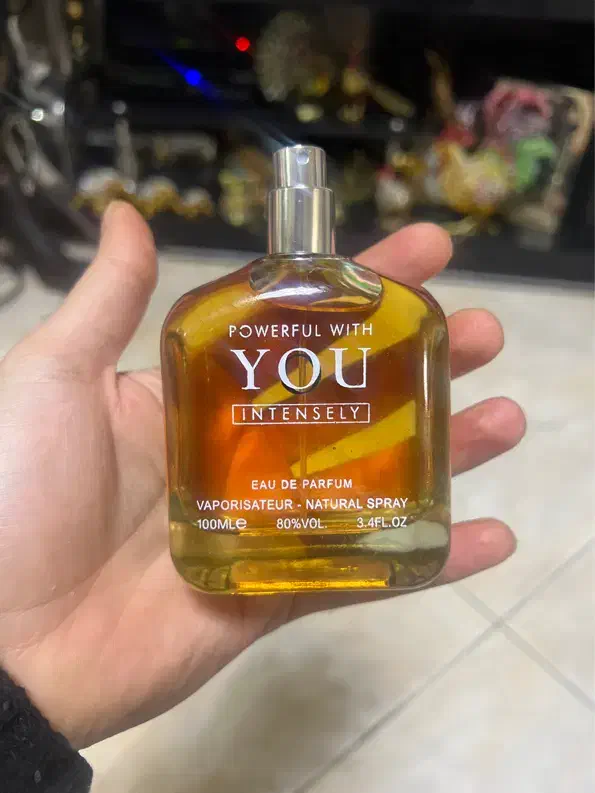 POWERFUL WITH
YOU
INTENSELY
EAU DE PARFUM
VAPORISATEUR - NATURAL SPRAY
100MLe 80%VOL. 3.4FL.OZ